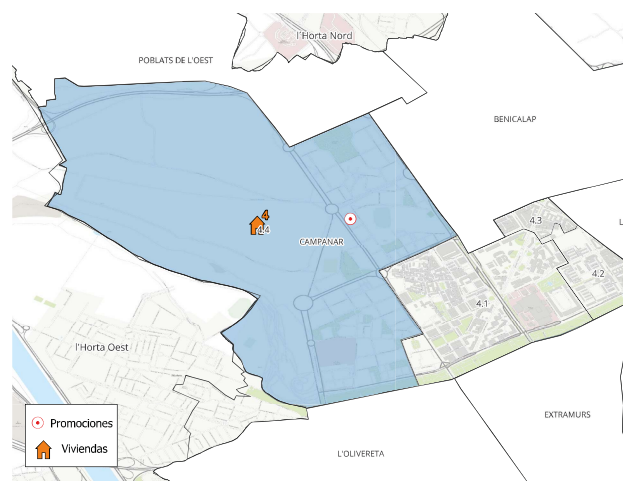 l'Horta Nord
POBLATS DE L'OEST
BENICALAP
4
4.4
CAMPANAR
4.3
L
4.2
4.1
l'Horta Oest
EXTRAMURS
L'OLIVERETA
Promociones
Viviendas